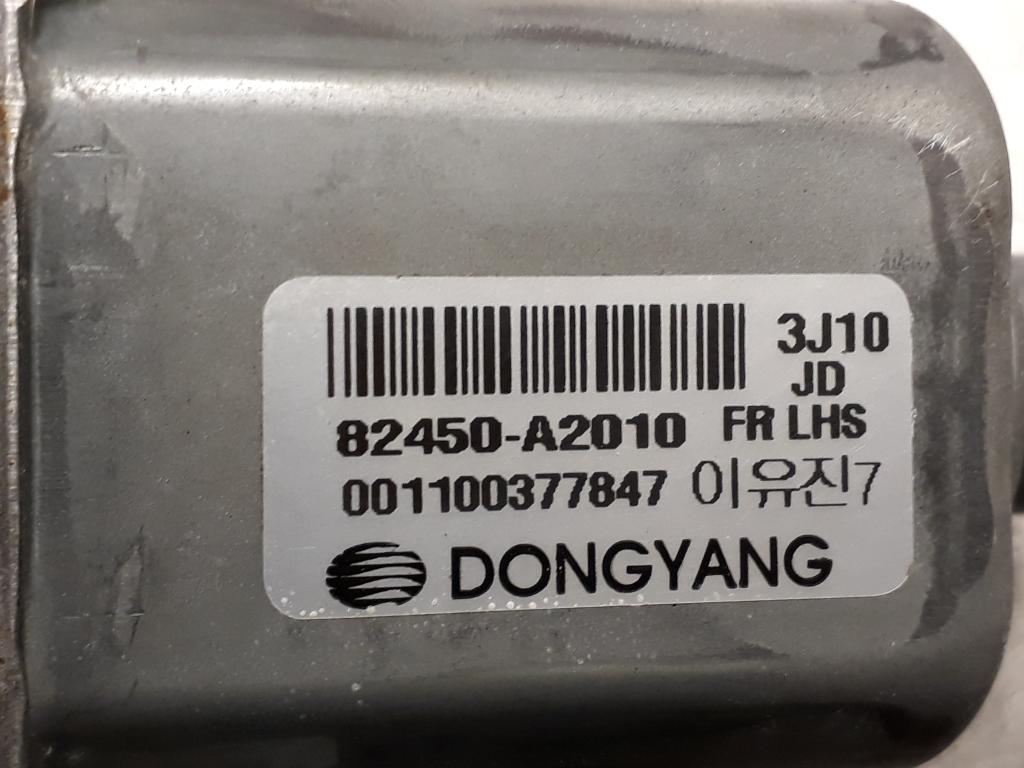 3J10
JD
82450-A2010 FR LHS
001100377847 이유진7
DONGYANG